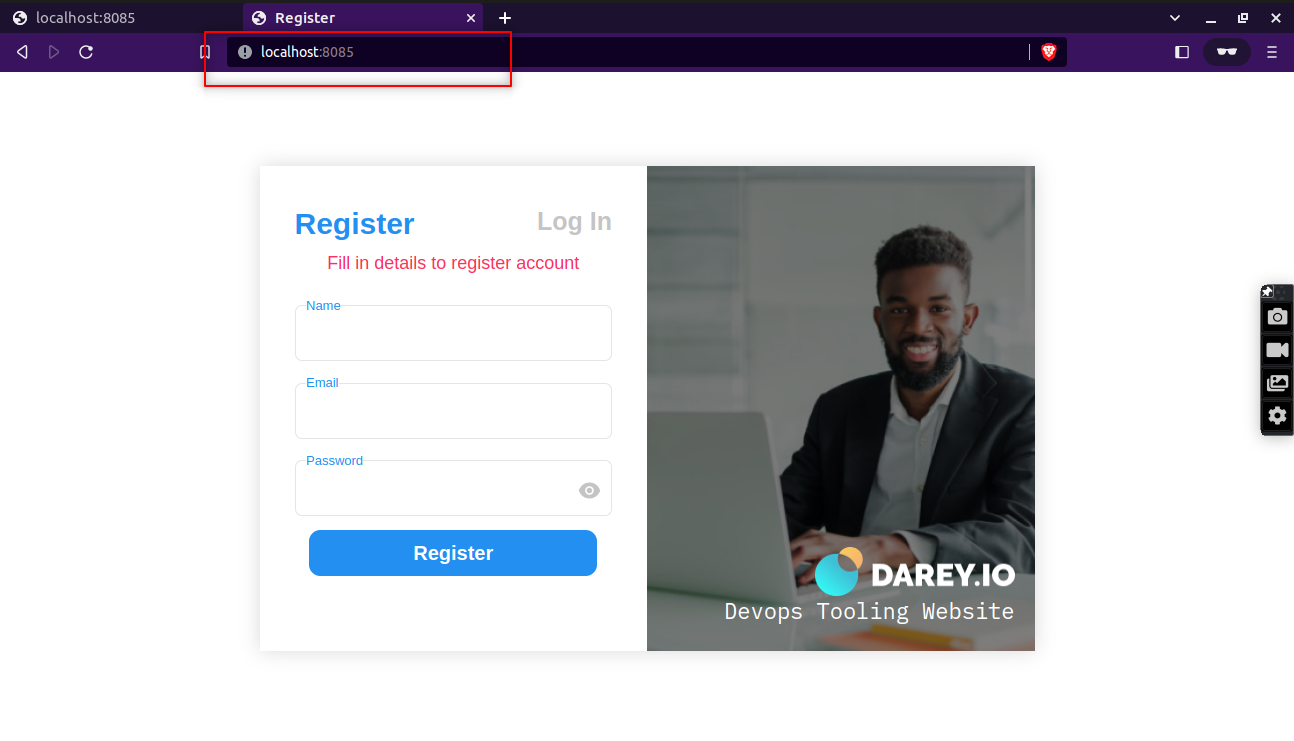 localhost:8085
Register
localhost:8085
Register
Log In
Fill in details to register account
Name
Email
Password
Register
DAREY.IO
Devops Tooling Website